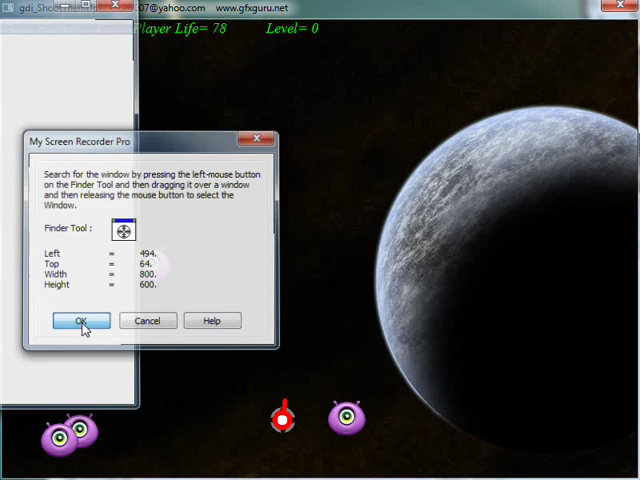 07@yahoo.com www.gfxguru.net
Player Life= 78 Level= 0
My Screen Recorder Pro
Search for the window by pressing the left-mouse button
on the Finder Tool and then dragging it over a window
and then releasing the mouse button to select the
Window.
Finder Tool :
Left = 494.
Top = 64.
Width = 800.
Height = 600.
OK Cancel Help